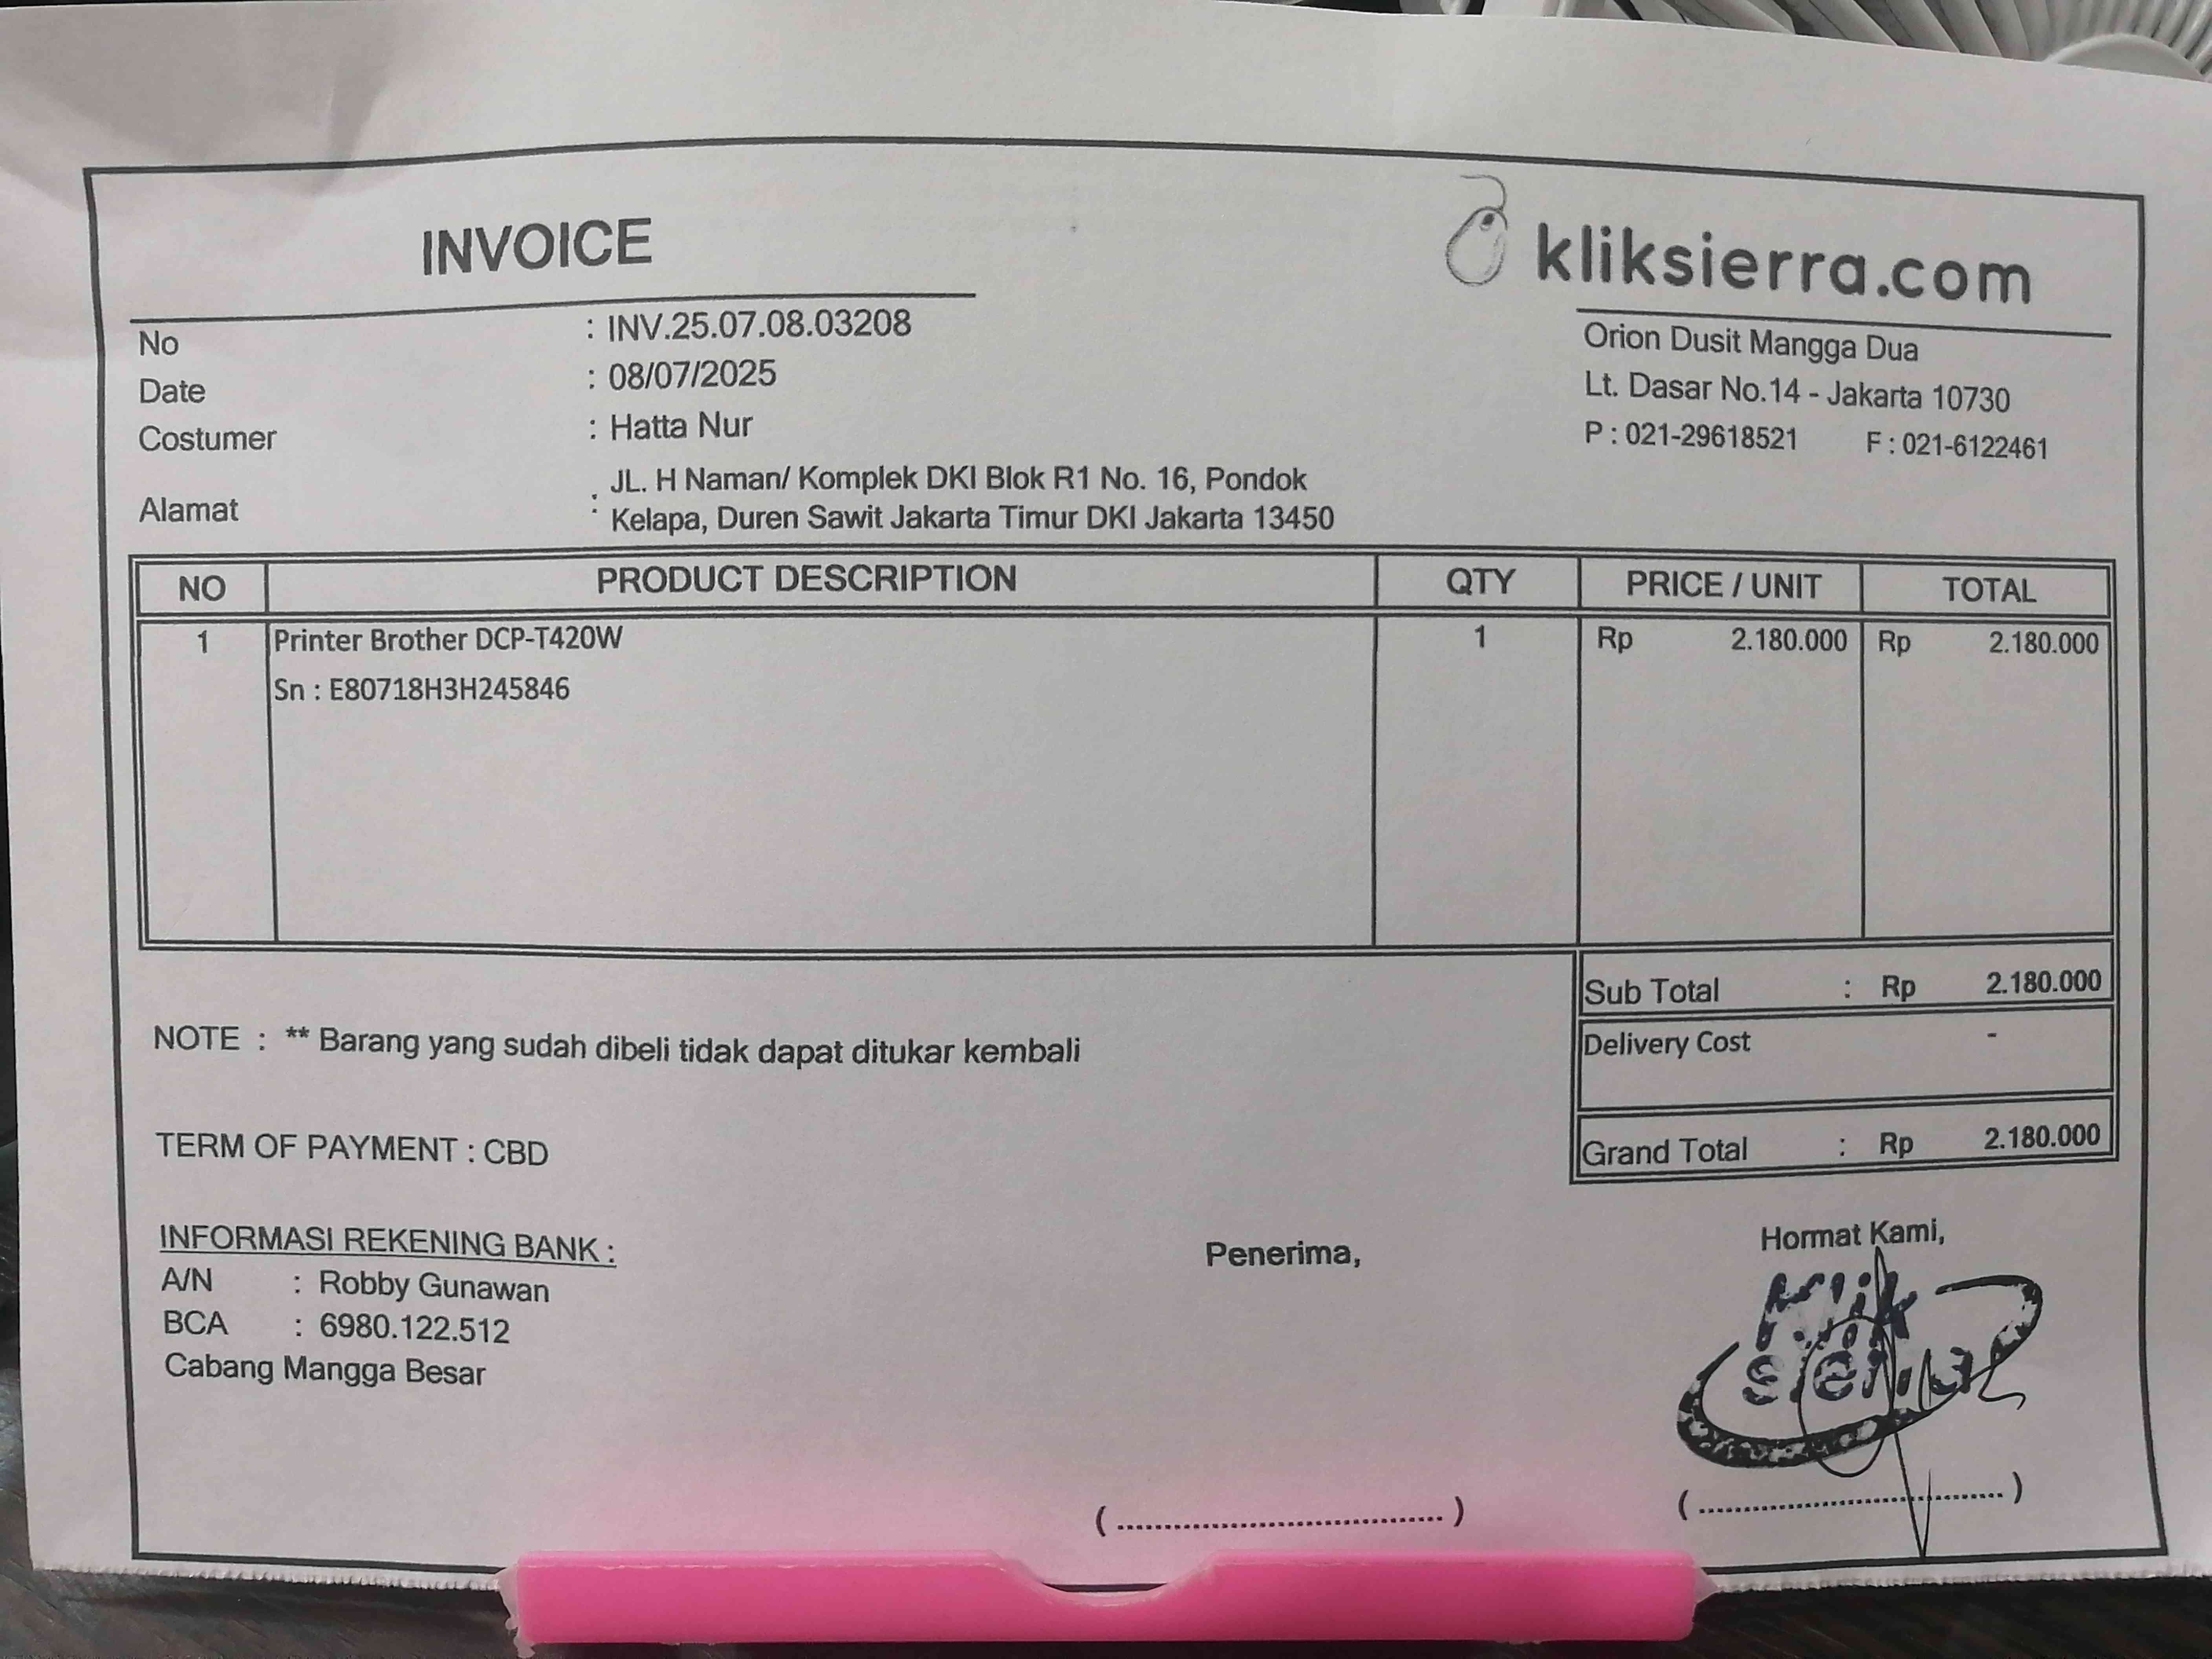 INVOICE
kliksierra.com
Orion Dusit Mangga Dua
Lt. Dasar No.14 - Jakarta 10730
P : 021-29618521 F : 021-6122461
No : INV.25.07.08.03208
Date : 08/07/2025
Costumer : Hatta Nur
Alamat : JL. H Naman/ Komplek DKI Blok R1 No. 16, Pondok
Kelapa, Duren Sawit Jakarta Timur DKI Jakarta 13450
NO PRODUCT DESCRIPTION QTY PRICE / UNIT TOTAL
1 Printer Brother DCP-T420W 1 Rp 2.180.000 Rp 2.180.000
Sn : E80718H3H245846
Sub Total : Rp 2.180.000
Delivery Cost -
Grand Total : Rp 2.180.000
NOTE : ** Barang yang sudah dibeli tidak dapat ditukar kembali
TERM OF PAYMENT : CBD
INFORMASI REKENING BANK :
A/N : Robby Gunawan
BCA : 6980.122.512
Cabang Mangga Besar
Penerima,
(....................................)
Hormat Kami,
Klik
sierra
(....................................)